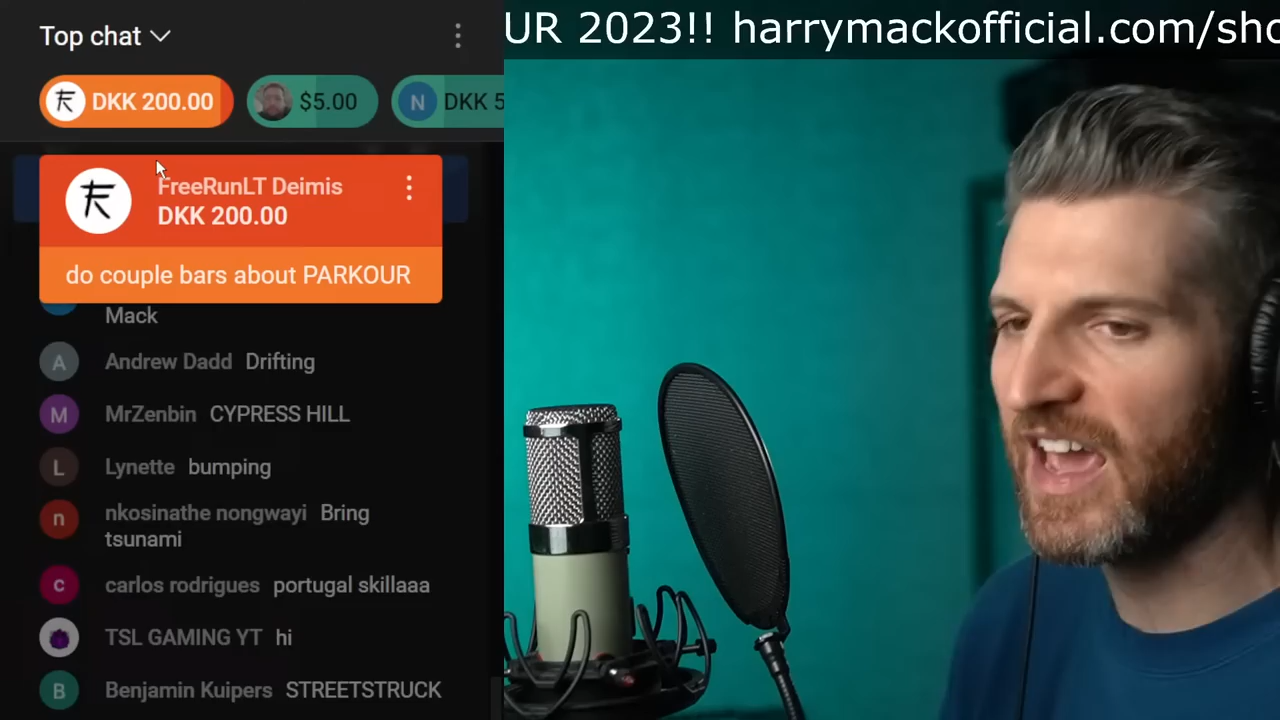 Top chat
UR 2023!! harrymackofficial.com/sho
DKK 200.00
$5.00
N
DKK 5
FreeRunLT Deimis
DKK 200.00
do couple bars about PARKOUR
Mack
A Andrew Dadd Drifting
M MrZenbin CYPRESS HILL
L Lynette bumping
n nkosinathe nongwayi Bring
tsunami
c carlos rodrigues portugal skillaaa
TSL GAMING YT hi
B Benjamin Kuipers STREETSTRUCK